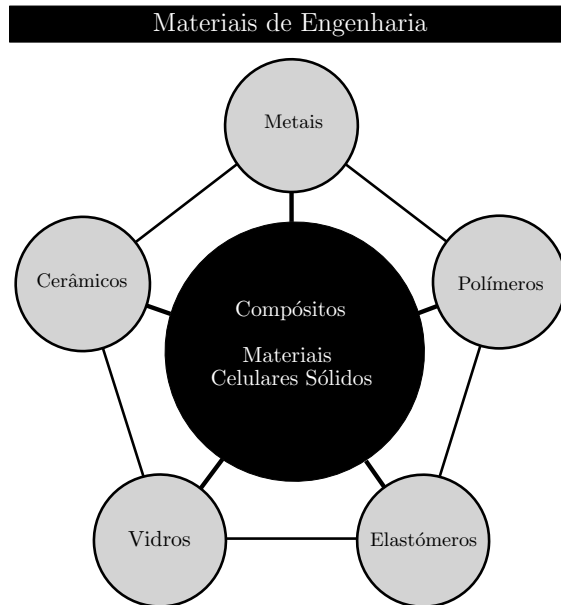 Materiais de Engenharia
Metais
Cerâmicos
Polímeros
Compósitos
Materiais
Celulares Sólidos
Vidros
Elastómeros